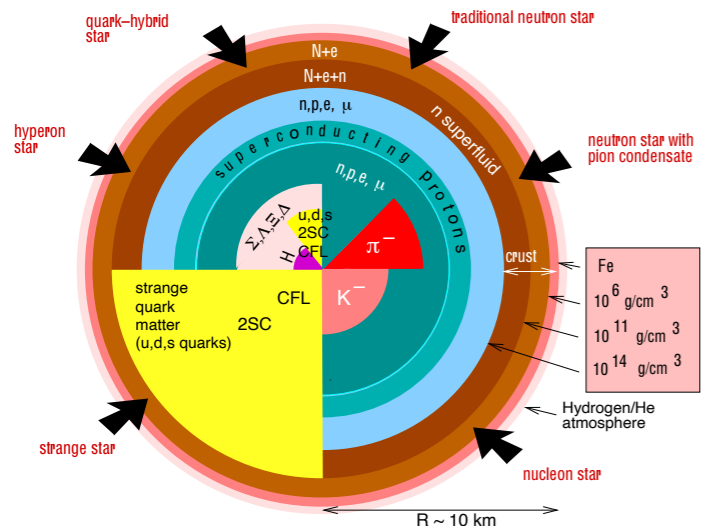 quark–hybrid
star
traditional neutron star
N+e
N+e+n
n,p,e, μ
n superfluid
hyperon
star
neutron star with
pion condensate
superconducting protons
n,p,e, μ
Σ,Λ,Ξ,Δ
u,d,s
2SC
CFL
H
π⁻
K⁻
crust
Fe
10⁶ g/cm³
10¹¹ g/cm³
10¹⁴ g/cm³
strange
quark
matter
(u,d,s quarks)
CFL
2SC
Hydrogen/He
atmosphere
strange star
nucleon star
R ~ 10 km